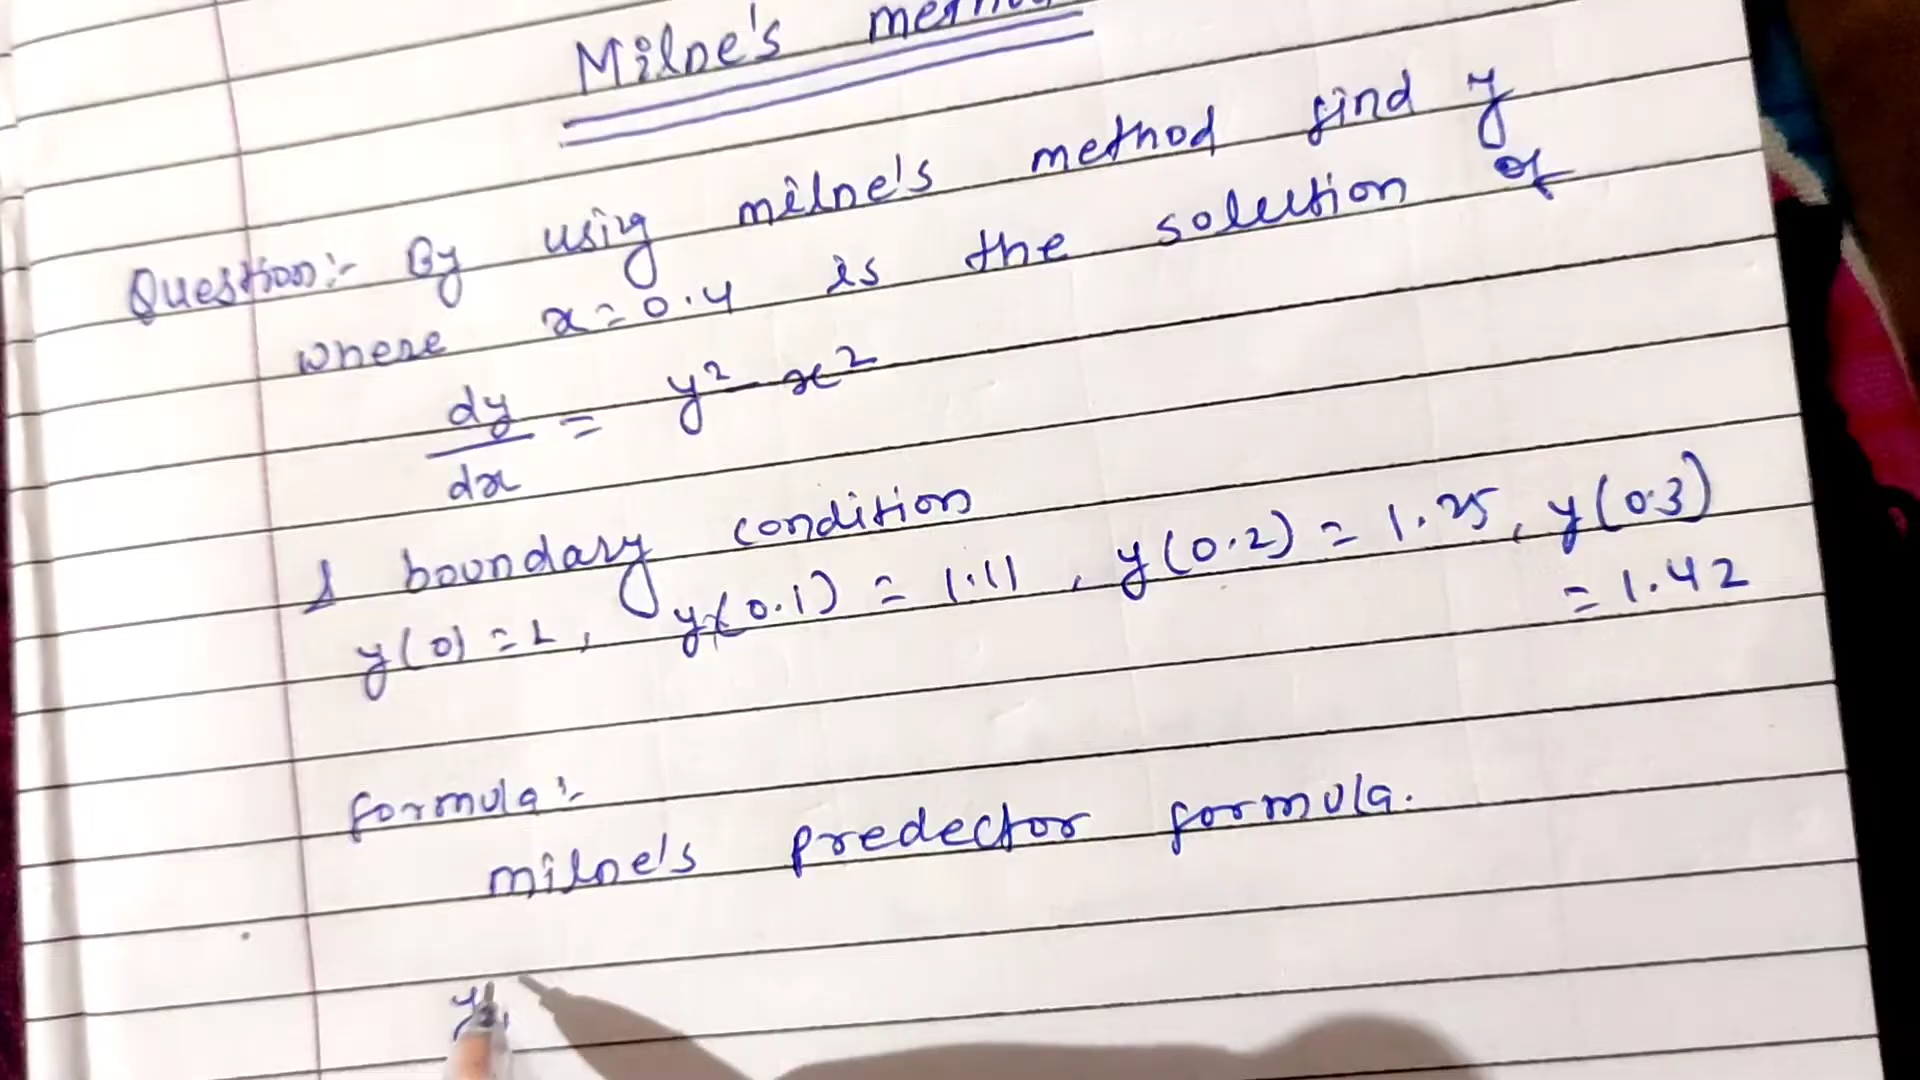 Milne's method
Question:- By using milne's method find y
where x = 0.4 is the solution of
dy/dx = y² - x²
& boundary condition
y(0) = 1, y(0.1) = 1.11, y(0.2) = 1.25, y(0.3)
= 1.42
formula:-
milne's predector formula.
y